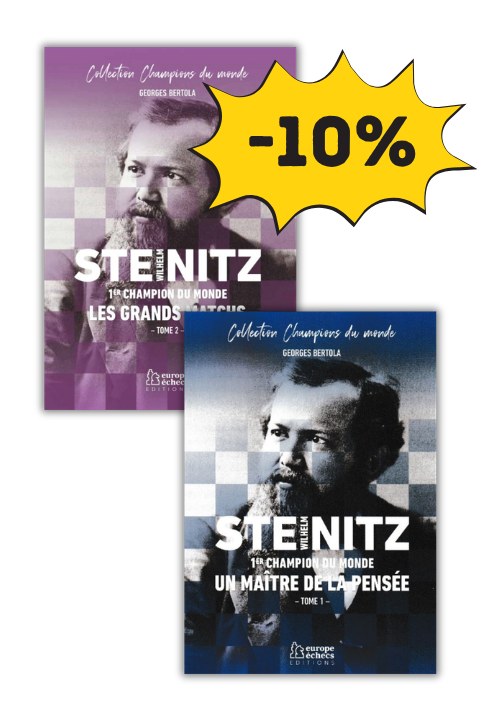 Collection Champions du monde
GEORGES BERTOLA
-10%
STEINITZ
WILHELM
1ER CHAMPION DU MONDE
LES GRANDS MATCHS
– TOME 2 –
europe
échecs
EDITIONS
Collection Champions du monde
GEORGES BERTOLA
STEINITZ
WILHELM
1ER CHAMPION DU MONDE
UN MAÎTRE DE LA PENSÉE
– TOME 1 –
europe
échecs
EDITIONS